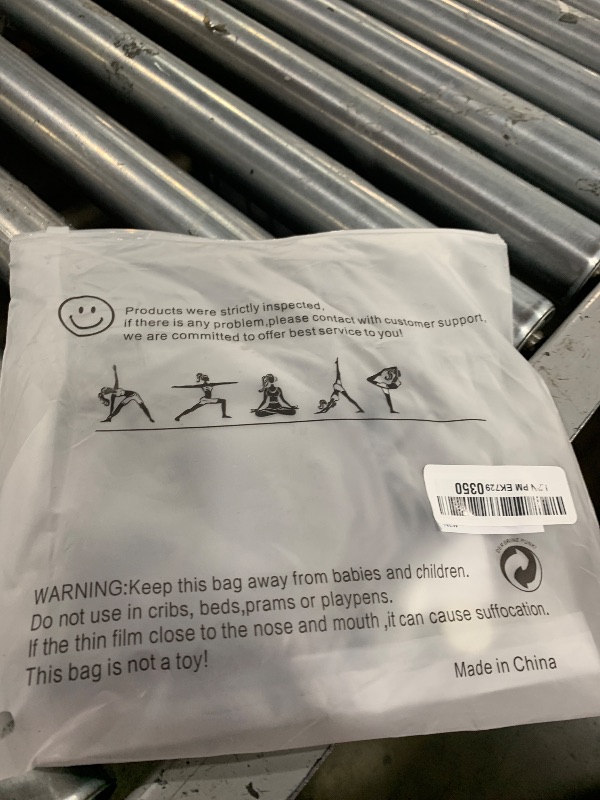 Products were strictly inspected,
if there is any problem,please contact with customer support,
we are committed to offer best service to you!
PM EK729 0350
WARNING:Keep this bag away from babies and children.
Do not use in cribs, beds,prams or playpens.
If the thin film close to the nose and mouth ,it can cause suffocation.
This bag is not a toy!
Made in China